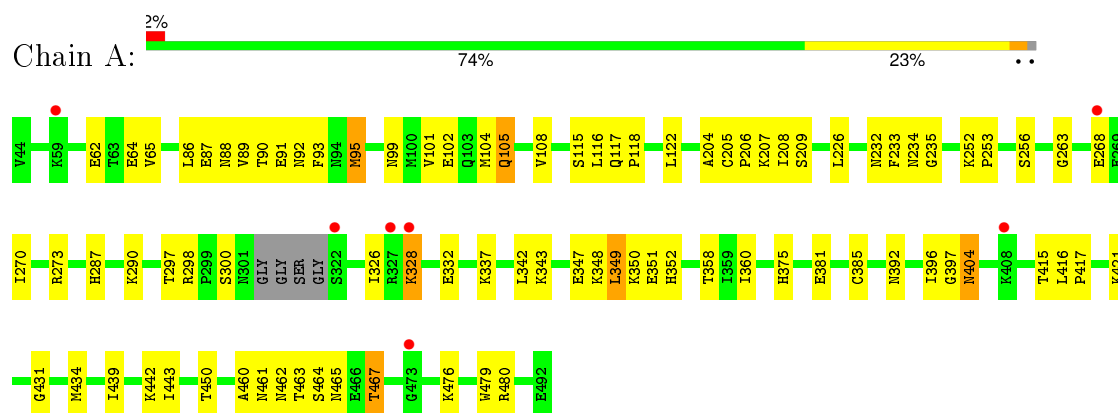 2%
Chain A:
74% 23% • •
V44 K59 E62 T63 E64 V65 L86 E87 N88 V89 T90 E91 N92 F93 N94 M95 N99 M100 V101 E102 Q103 M104 Q105 V108 S115 L116 Q117 P118 L122 A204 C205 P206 K207 I208 S209 L226 N232 F233 N234 G235 K252 P253 S256 G263 E268
I270 R273 H287 K290 T297 R298 P299 S300 N301 GLY GLY SER GLY S322 I326 R327 K328 E332 K337 L342 K343 E347 K348 L349 K350 E351 H352 T358 I359 I360 H375 E381 C385 N392 I396 G397 N404 K408 T415 L416 P417
G431 M434 I439 K442 I443 T450 A460 N461 N462 T463 S464 N465 E466 T467 G473 K476 W479 R480 E492